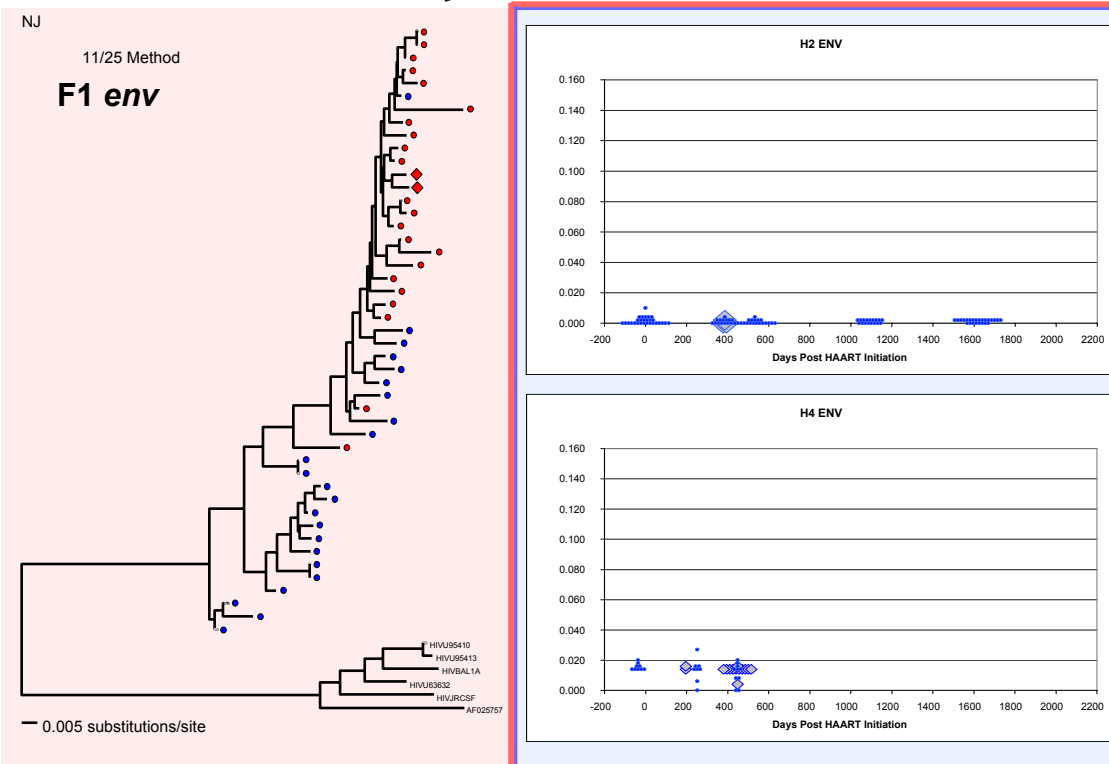 NJ
11/25 Method
F1 env
HIVU95410
HIVU95413
HIVBAL1A
HIVU63632
HIVJRCSF
AF025757
0.005 substitutions/site
H2 ENV
0.160
0.140
0.120
0.100
0.080
0.060
0.040
0.020
0.000
-200 0 200 400 600 800 1000 1200 1400 1600 1800 2000 2200
Days Post HAART Initiation
H4 ENV
0.160
0.140
0.120
0.100
0.080
0.060
0.040
0.020
0.000
-200 0 200 400 600 800 1000 1200 1400 1600 1800 2000 2200
Days Post HAART Initiation